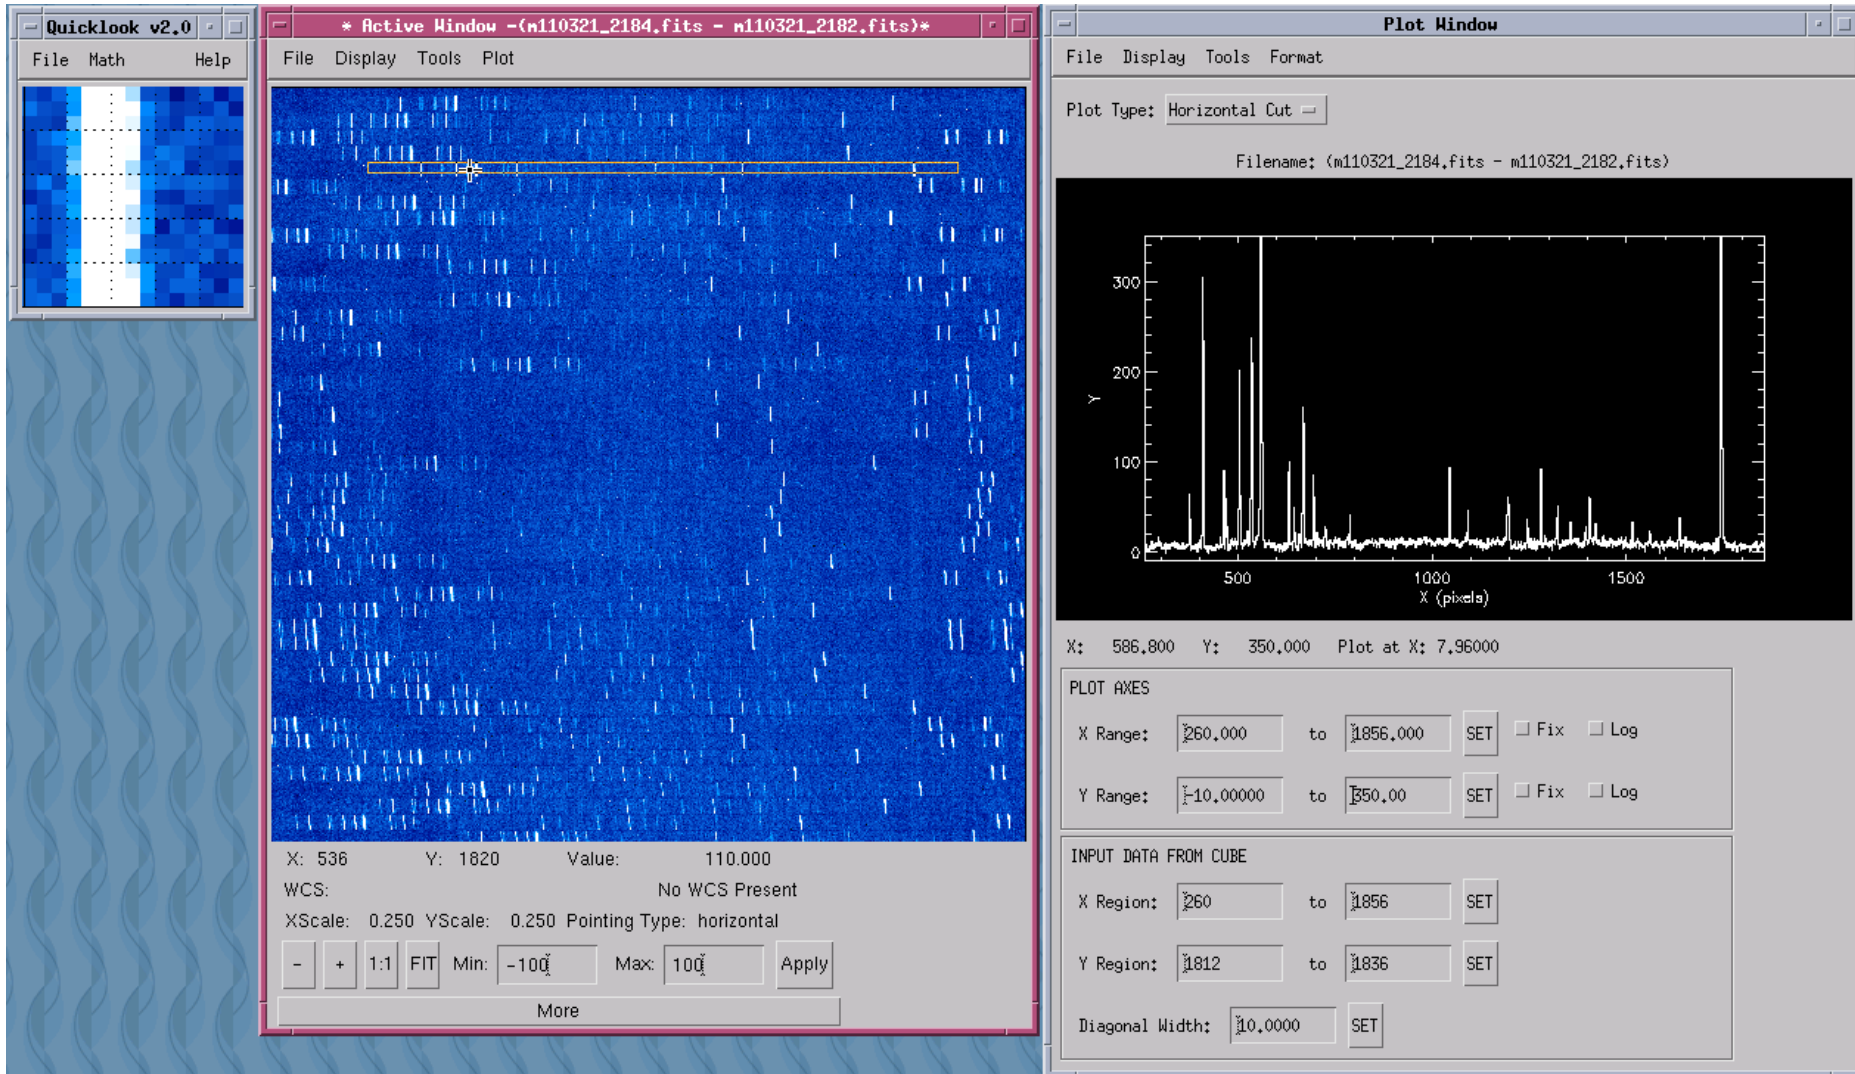 Quicklook v2.0
File Math Help
* Active Window -(m110321_2184.fits - m110321_2182.fits)*
File Display Tools Plot
X: 536 Y: 1820 Value: 110.000
WCS: No WCS Present
XScale: 0.250 YScale: 0.250 Pointing Type: horizontal
- + 1:1 FIT Min: -100 Max: 100 Apply
More
Plot Window
File Display Tools Format
Plot Type: Horizontal Cut
Filename: (m110321_2184.fits - m110321_2182.fits)
300
200
Y
100
0
500 1000 1500
X (pixels)
X: 586.800 Y: 350.000 Plot at X: 7.96000
PLOT AXES
X Range: 260.000 to 1856.000 SET Fix Log
Y Range: -10.00000 to 350.00 SET Fix Log
INPUT DATA FROM CUBE
X Region: 260 to 1856 SET
Y Region: 1812 to 1836 SET
Diagonal Width: 10.0000 SET